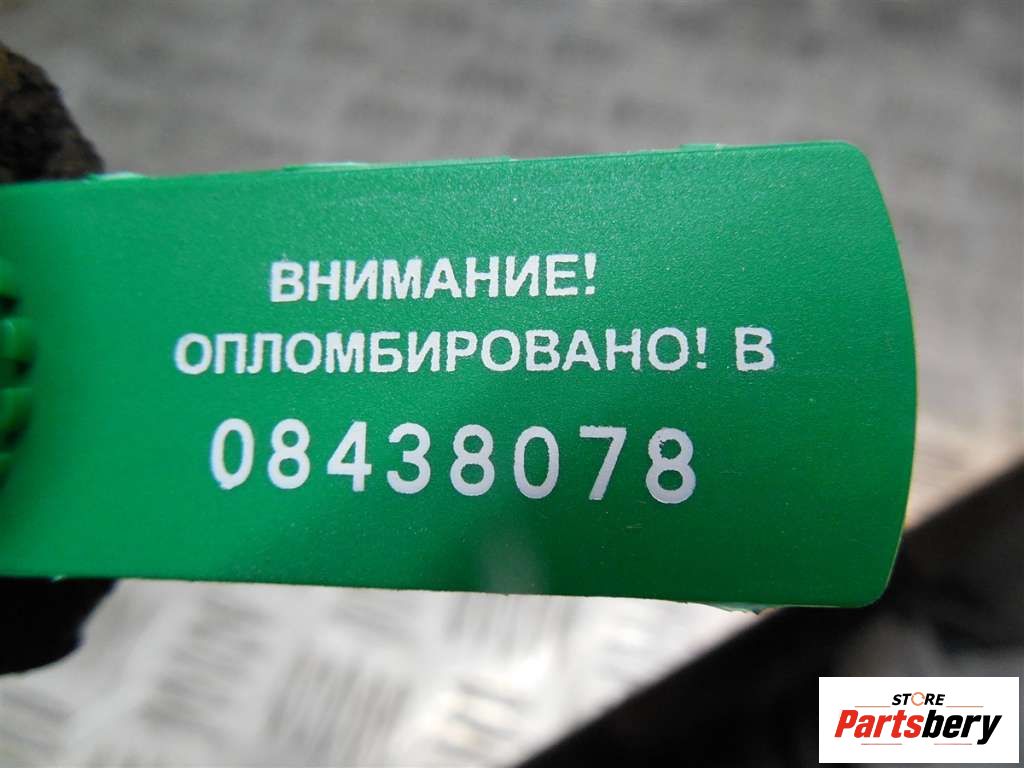 ВНИМАНИЕ!
ОПЛОМБИРОВАНО! В
08438078
STORE
Partsbery